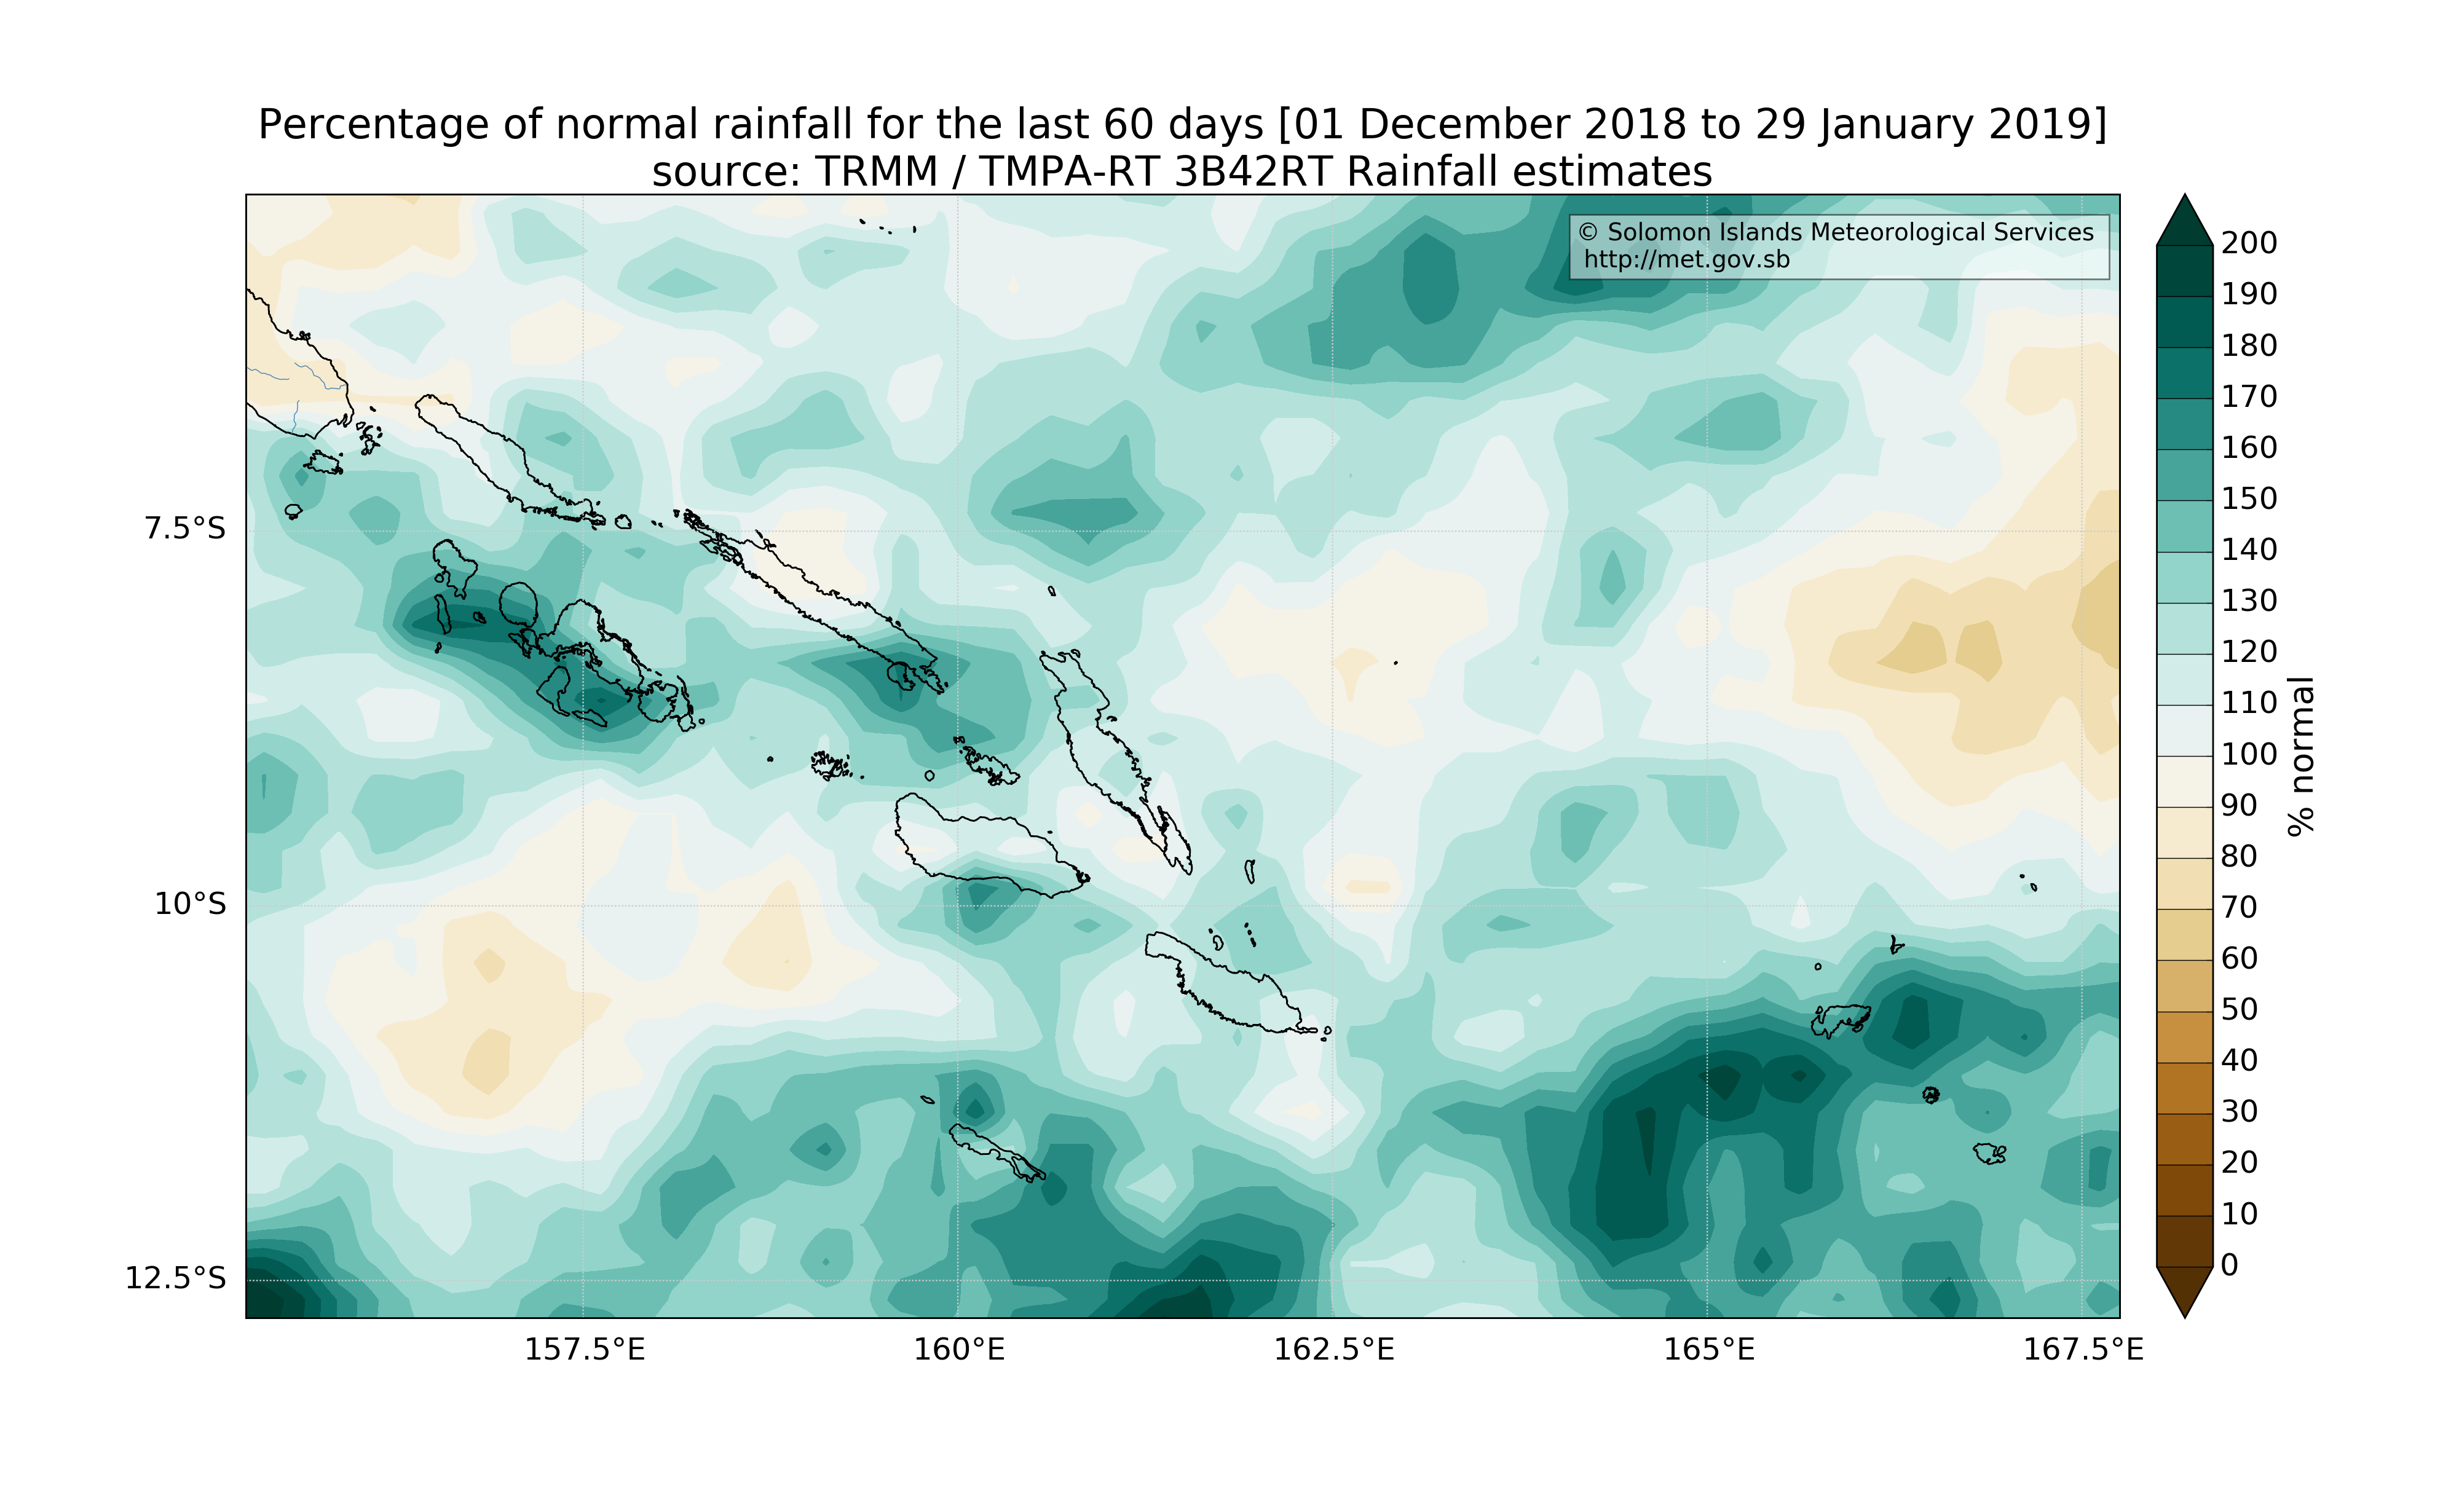 Percentage of normal rainfall for the last 60 days [01 December 2018 to 29 January 2019]
source: TRMM / TMPA-RT 3B42RT Rainfall estimates
© Solomon Islands Meteorological Services
http://met.gov.sb
7.5°S
10°S
12.5°S
157.5°E
160°E
162.5°E
165°E
167.5°E
200
190
180
170
160
150
140
130
120
110
100
90
80
70
60
50
40
30
20
10
0
% normal